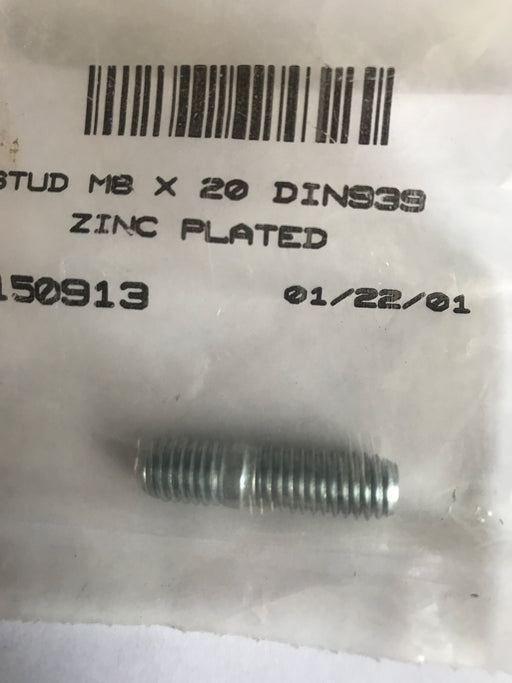 STUD M8 X 20 DIN939
ZINC PLATED
150913 01/22/01